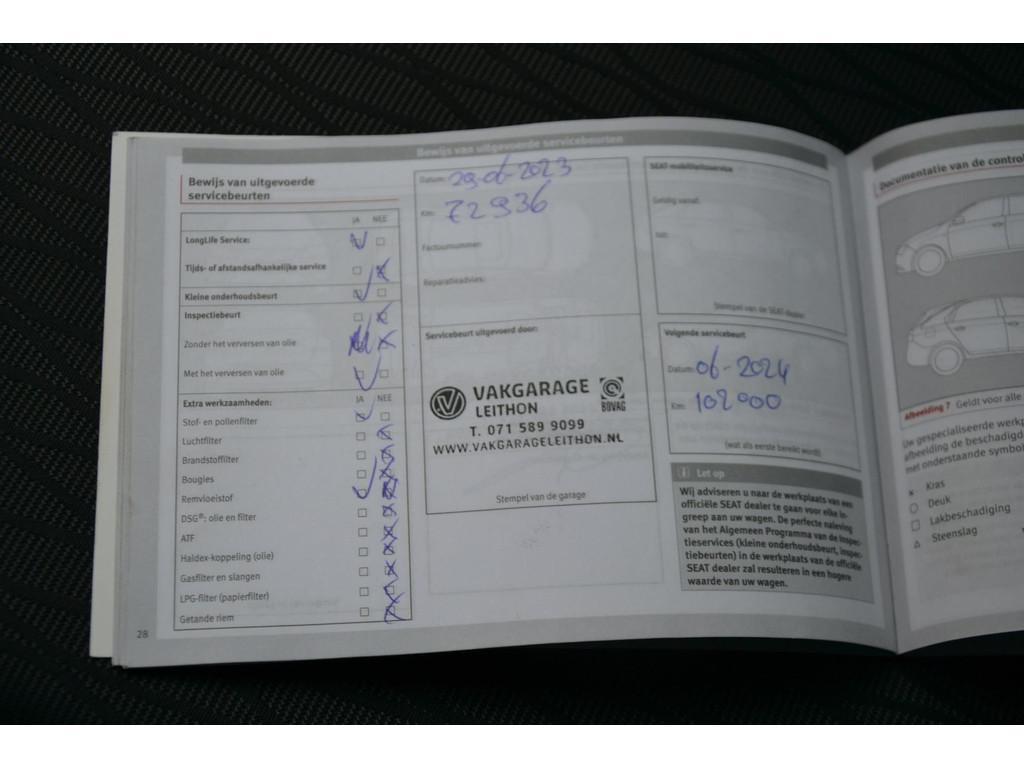 Bewijs van uitgevoerde servicebeurten
Bewijs van uitgevoerde
servicebeurten
JA NEE
LongLife Service:
Tijds- of afstandsafhankelijke service
Kleine onderhoudsbeurt
Inspectiebeurt
Zonder het verversen van olie
Met het verversen van olie
Extra werkzaamheden: JA NEE
Stof- en pollenfilter
Luchtfilter
Brandstoffilter
Bougies
Remvloeistof
DSG®: olie en filter
ATF
Haldex-koppeling (olie)
Gasfilter en slangen
LPG-filter (papierfilter)
Getande riem
28
Datum: 29-06-2023
Km: 72936
Factuurnummer:
Reparatieadvies:
Servicebeurt uitgevoerd door:
VAKGARAGE
LEITHON
BOVAG
T. 071 589 9099
WWW.VAKGARAGELEITHON.NL
Stempel van de garage
SEAT-mobiliteitsservice
Geldig vanaf:
tot:
Stempel van de SEAT-dealer
Volgende servicebeurt
Datum: 06-2024
Km: 102000
(wat als eerste bereikt wordt)
i Let op
Wij adviseren u naar de werkplaats van een
officiële SEAT dealer te gaan voor elke in-
greep aan uw wagen. De perfecte naleving
van het Algemeen Programma van de Inspec-
tieservices (kleine onderhoudsbeurt, inspec-
tiebeurten) in de werkplaats van de officiële
SEAT dealer zal resulteren in een hogere
waarde van uw wagen.
Documentatie van de contro
Afbeelding 7 Geldt voor alle
Uw gespecialiseerde werkp
afbeelding de beschadigd
met onderstaande symbo
Kras
Deuk
Lakbeschadiging
Steenslag